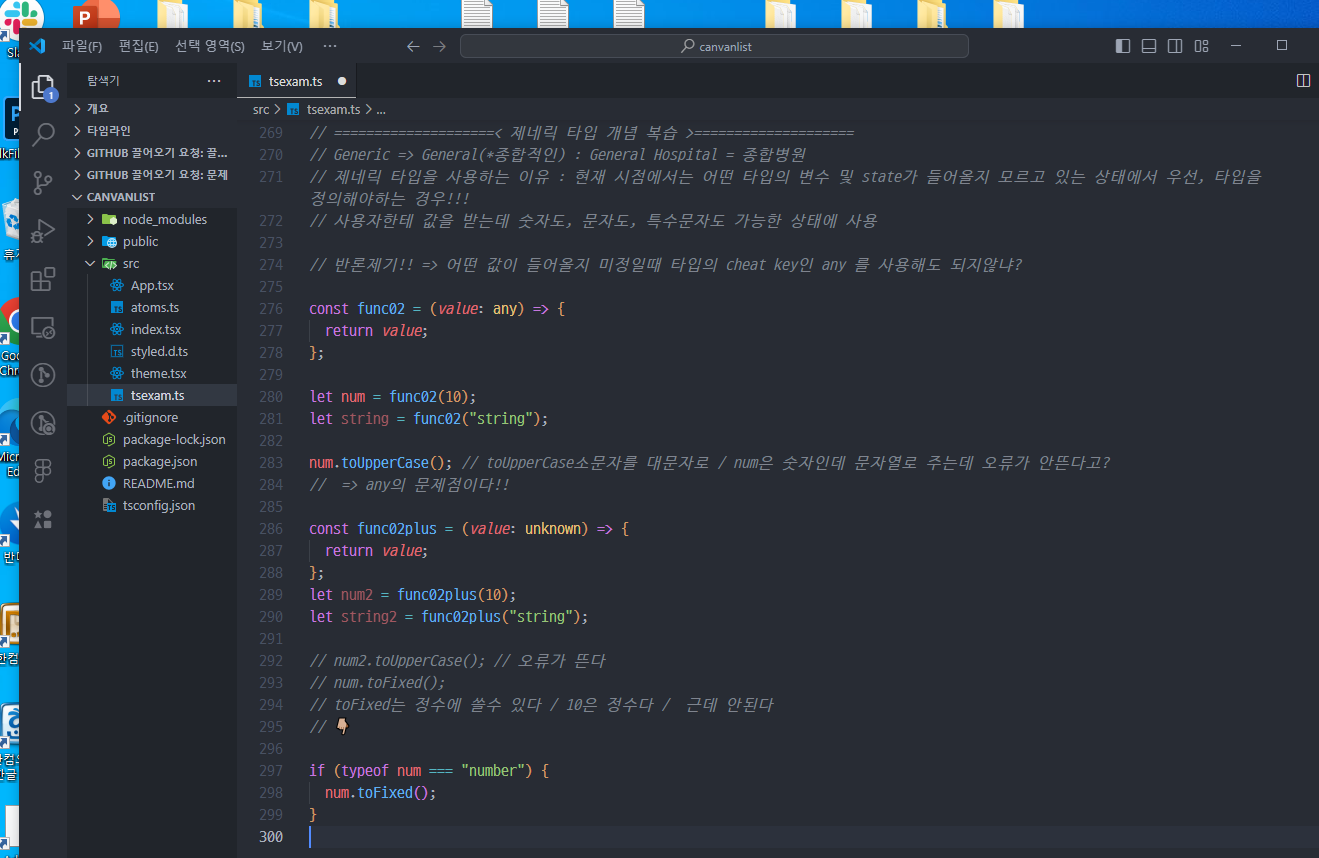 파일(F) 편집(E) 선택 영역(S) 보기(V) ··· canvanlist
탐색기 ···
tsexam.ts
1
개요
타임라인
GITHUB 끌어오기 요청: 끌...
GITHUB 끌어오기 요청: 문제
CANVANLIST
node_modules
public
src
App.tsx
atoms.ts
index.tsx
styled.d.ts
theme.tsx
tsexam.ts
.gitignore
package-lock.json
package.json
README.md
tsconfig.json
src > tsexam.ts > ...
269 // ====================< 제네릭 타입 개념 복습 >====================
270 // Generic => General(*종합적인) : General Hospital = 종합병원
271 // 제네릭 타입을 사용하는 이유 : 현재 시점에서는 어떤 타입의 변수 및 state가 들어올지 모르고 있는 상태에서 우선, 타입을
정의해야하는 경우!!!
272 // 사용자한테 값을 받는데 숫자도, 문자도, 특수문자도 가능한 상태에 사용
273
274 // 반론제기!! => 어떤 값이 들어올지 미정일때 타입의 cheat key인 any 를 사용해도 되지않냐?
275
276 const func02 = (value: any) => {
277 return value;
278 };
279
280 let num = func02(10);
281 let string = func02("string");
282
283 num.toUpperCase(); // toUpperCase소문자를 대문자로 / num은 숫자인데 문자열로 주는데 오류가 안뜬다고?
284 //  => any의 문제점이다!!
285
286 const func02plus = (value: unknown) => {
287 return value;
288 };
289 let num2 = func02plus(10);
290 let string2 = func02plus("string");
291
292 // num2.toUpperCase(); // 오류가 뜬다
293 // num.toFixed();
294 // toFixed는 정수에 쓸수 있다 / 10은 정수다 /  근데 안된다
295 // 👇🏽
296
297 if (typeof num === "number") {
298 num.toFixed();
299 }
300